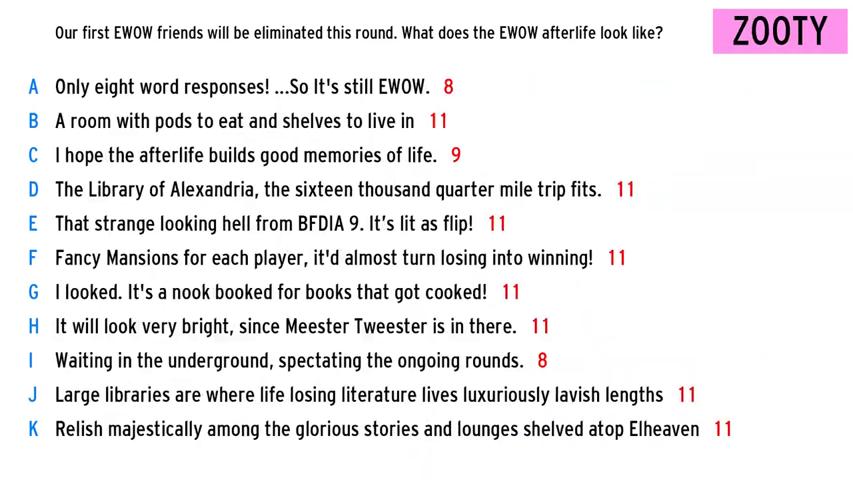 Our first EWOW friends will be eliminated this round. What does the EWOW afterlife look like?
ZOOTY
A Only eight word responses! ...So It's still EWOW. 8
B A room with pods to eat and shelves to live in 11
C I hope the afterlife builds good memories of life. 9
D The Library of Alexandria, the sixteen thousand quarter mile trip fits. 11
E That strange looking hell from BFDIA 9. It’s lit as flip! 11
F Fancy Mansions for each player, it'd almost turn losing into winning! 11
G I looked. It's a nook booked for books that got cooked! 11
H It will look very bright, since Meester Tweester is in there. 11
I Waiting in the underground, spectating the ongoing rounds. 8
J Large libraries are where life losing literature lives luxuriously lavish lengths 11
K Relish majestically among the glorious stories and lounges shelved atop Elheaven 11